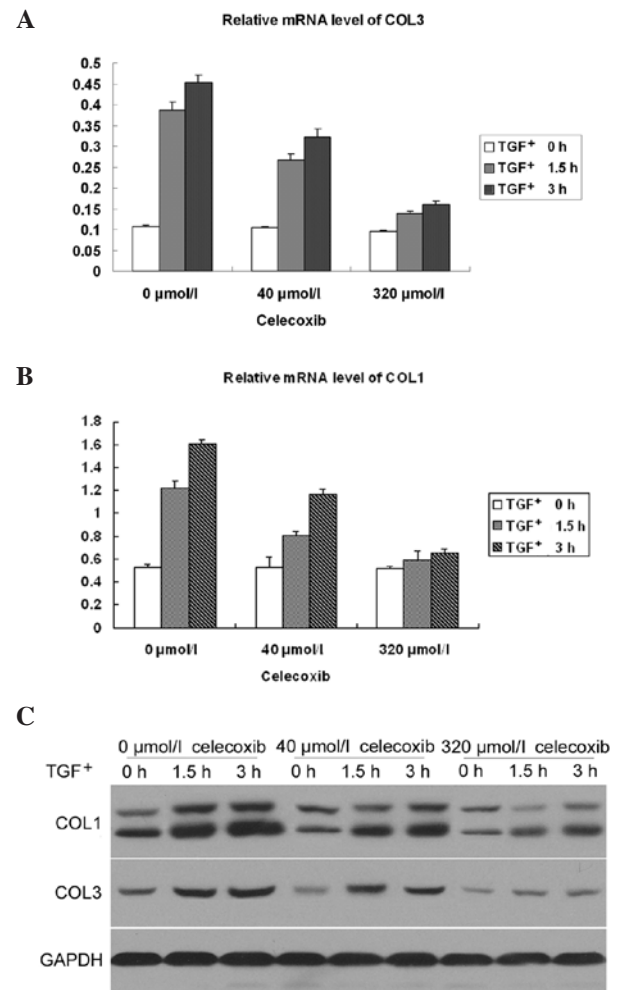 A
Relative mRNA level of COL3
0.5
0.45
0.4
0.35
0.3
0.25
0.2
0.15
0.1
0.05
0
0 µmol/l 40 µmol/l 320 µmol/l
Celecoxib
TGF+ 0 h
TGF+ 1.5 h
TGF+ 3 h
B
Relative mRNA level of COL1
1.8
1.6
1.4
1.2
1
0.8
0.6
0.4
0.2
0
0 µmol/l 40 µmol/l 320 µmol/l
Celecoxib
TGF+ 0 h
TGF+ 1.5 h
TGF+ 3 h
C
0 µmol/l celecoxib 40 µmol/l celecoxib 320 µmol/l celecoxib
TGF+ 0 h 1.5 h 3 h 0 h 1.5 h 3 h 0 h 1.5 h 3 h
COL1
COL3
GAPDH